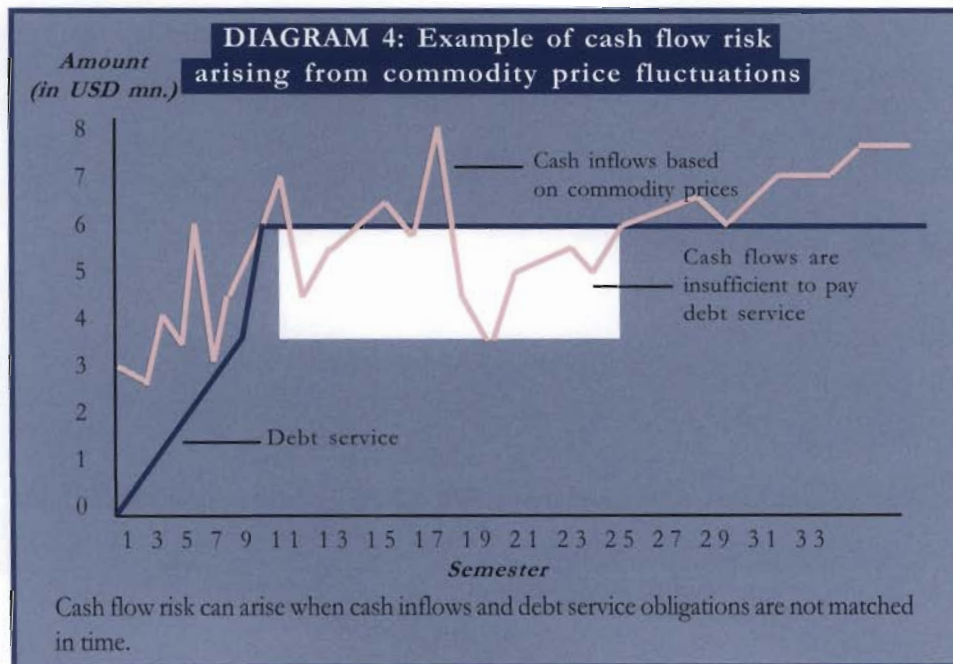 DIAGRAM 4: Example of cash flow risk
arising from commodity price fluctuations
Amount
(in USD mn.)
8
7
6
5
4
3
2
1
0
Cash inflows based
on commodity prices
Cash flows are
insufficient to pay
debt service
Debt service
1 3 5 7 9 11 13 15 17 19 21 23 25 27 29 31 33
Semester
Cash flow risk can arise when cash inflows and debt service obligations are not matched
in time.